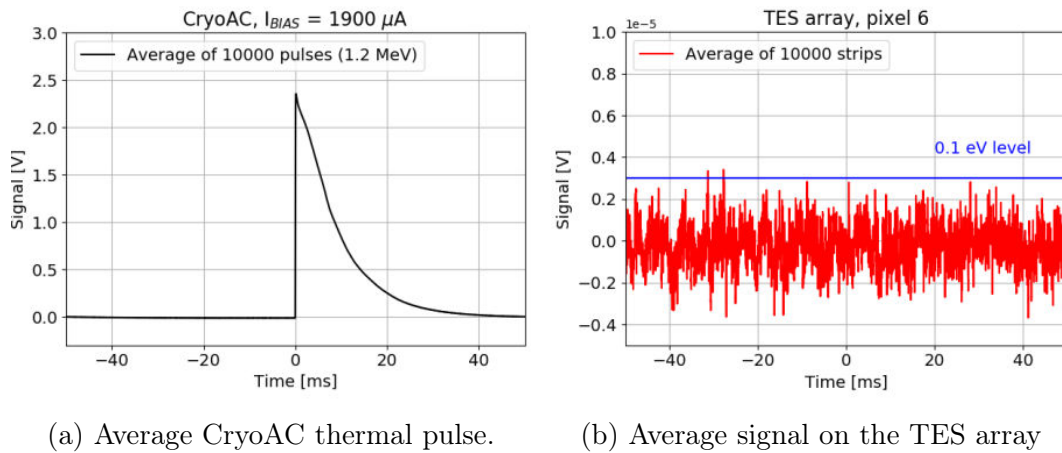 CryoAC, I_BIAS = 1900 μA
Average of 10000 pulses (1.2 MeV)
3.0
2.5
2.0
1.5
1.0
0.5
0.0
Signal [V]
−40
−20
0
20
40
Time [ms]
(a) Average CryoAC thermal pulse.
TES array, pixel 6
1e-5
Average of 10000 strips
0.1 eV level
1.0
0.8
0.6
0.4
0.2
0.0
−0.2
−0.4
Signal [V]
−40
−20
0
20
40
Time [ms]
(b) Average signal on the TES array